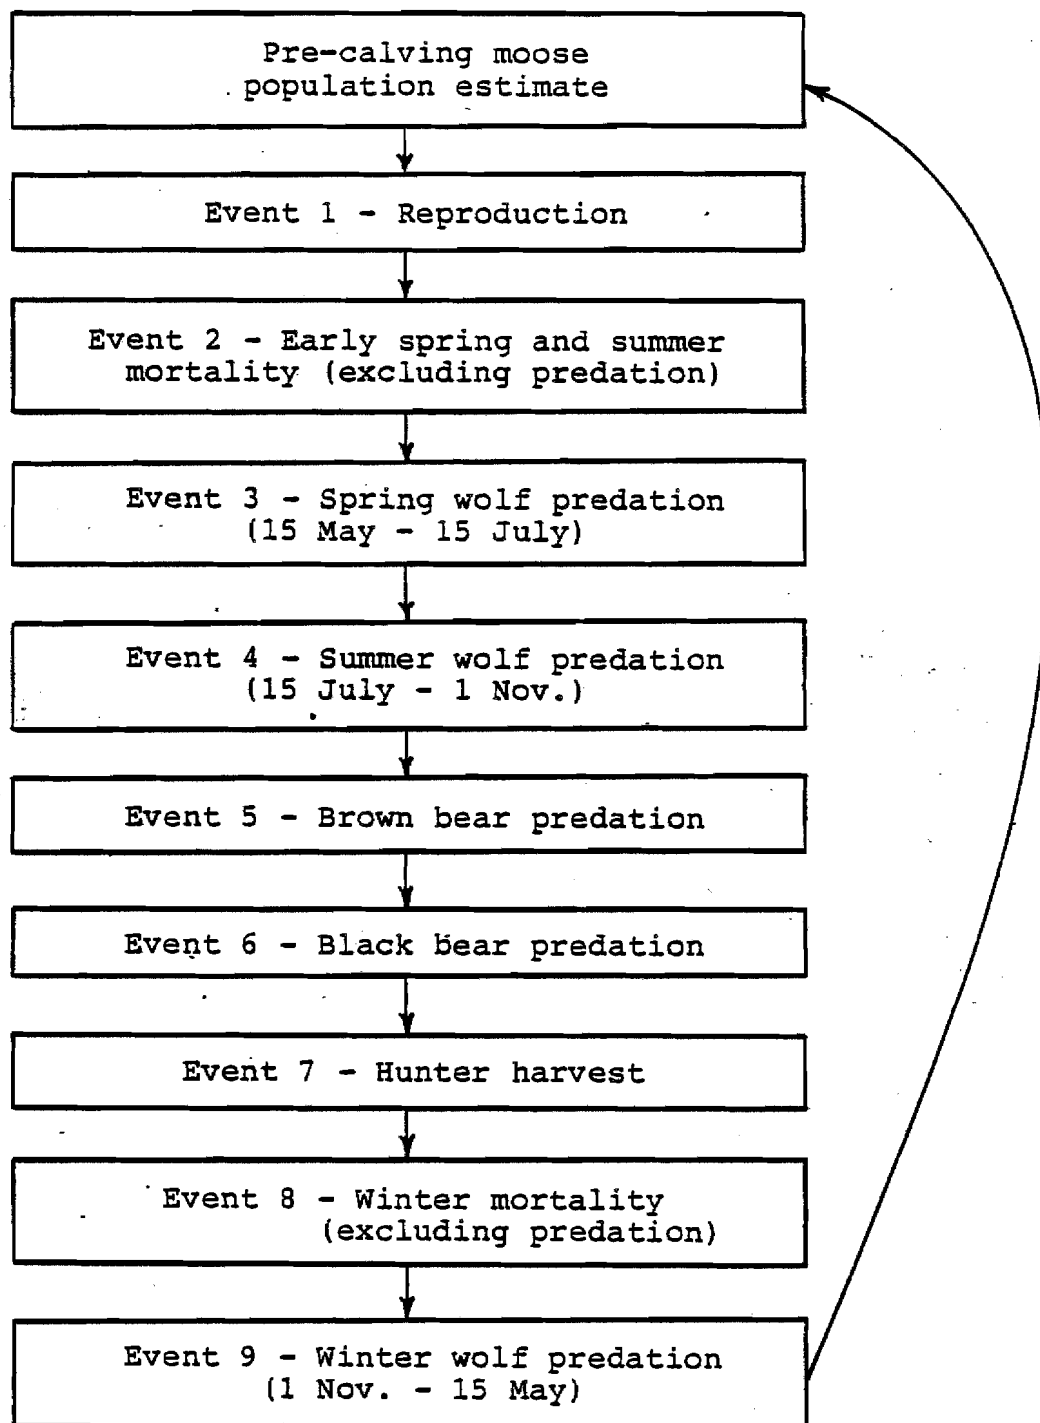 Pre-calving moose
population estimate
Event 1 - Reproduction
Event 2 - Early spring and summer
mortality (excluding predation)
Event 3 - Spring wolf predation
(15 May - 15 July)
Event 4 - Summer wolf predation
(15 July - 1 Nov.)
Event 5 - Brown bear predation
Event 6 - Black bear predation
Event 7 - Hunter harvest
Event 8 - Winter mortality
(excluding predation)
Event 9 - Winter wolf predation
(1 Nov. - 15 May)